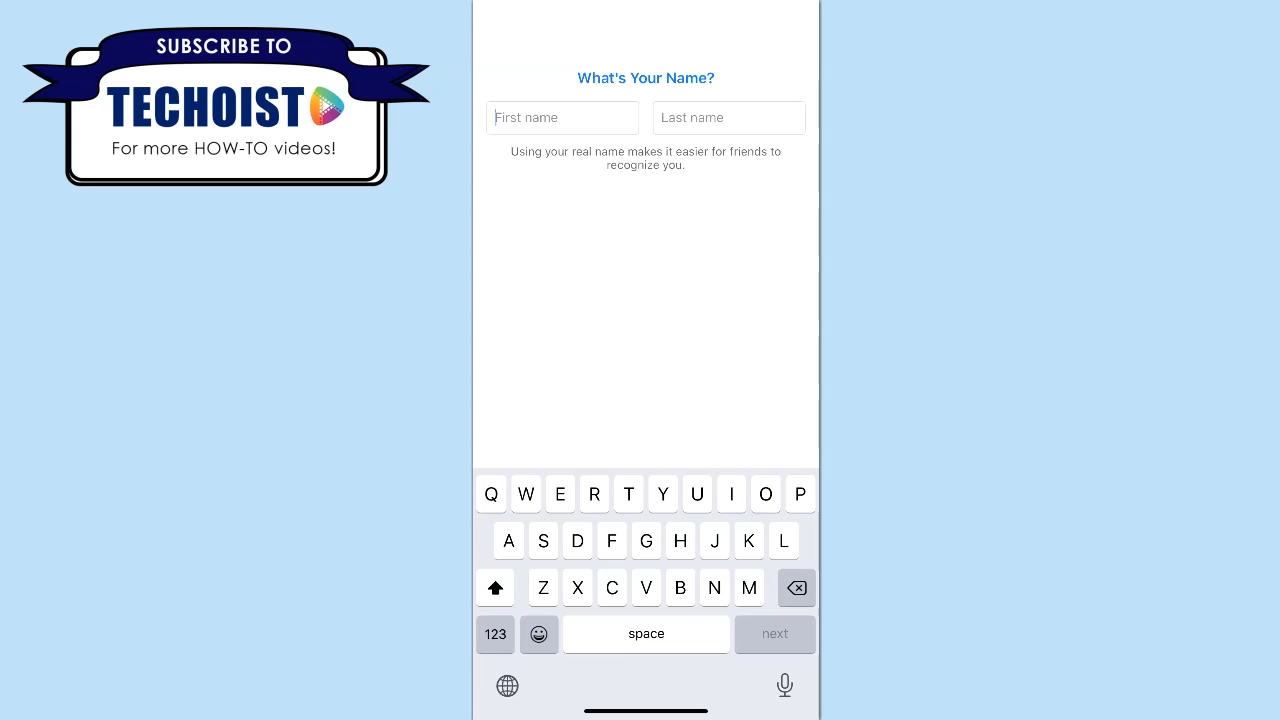 SUBSCRIBE TO
TECHOIST
For more HOW-TO videos!
What's Your Name?
First name
Last name
Using your real name makes it easier for friends to
recognize you.
Q W E R T Y U I O P
A S D F G H J K L
Z X C V B N M
123
space
next